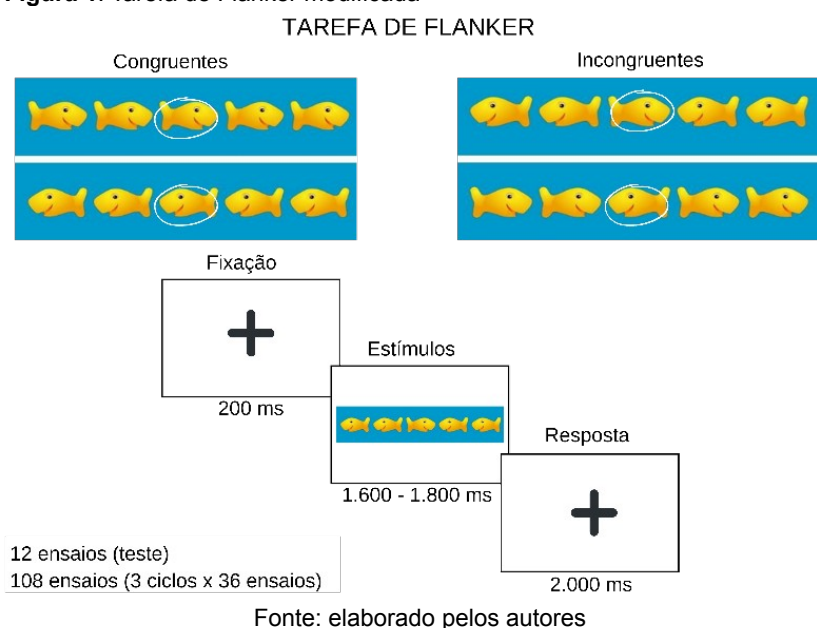 TAREFA DE FLANKER
Congruentes
Incongruentes
Fixação
200 ms
Estímulos
1.600 - 1.800 ms
Resposta
2.000 ms
12 ensaios (teste)
108 ensaios (3 ciclos x 36 ensaios)
Fonte: elaborado pelos autores